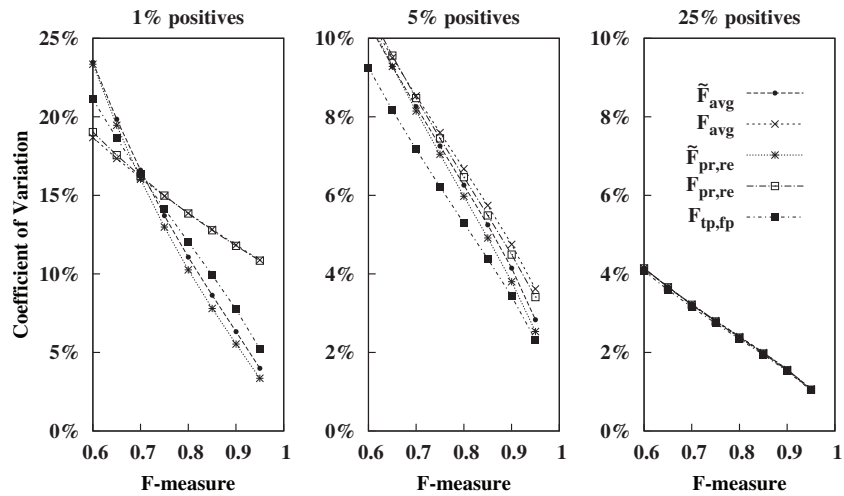 1% positives
5% positives
25% positives
Coefficient of Variation
25%
20%
15%
10%
5%
0%
0.6 0.7 0.8 0.9 1
F-measure
10%
8%
6%
4%
2%
0%
0.6 0.7 0.8 0.9 1
F-measure
10%
8%
6%
4%
2%
0%
0.6 0.7 0.8 0.9 1
F-measure
F̃avg
Favg
F̃pr,re
Fpr,re
Ftp,fp